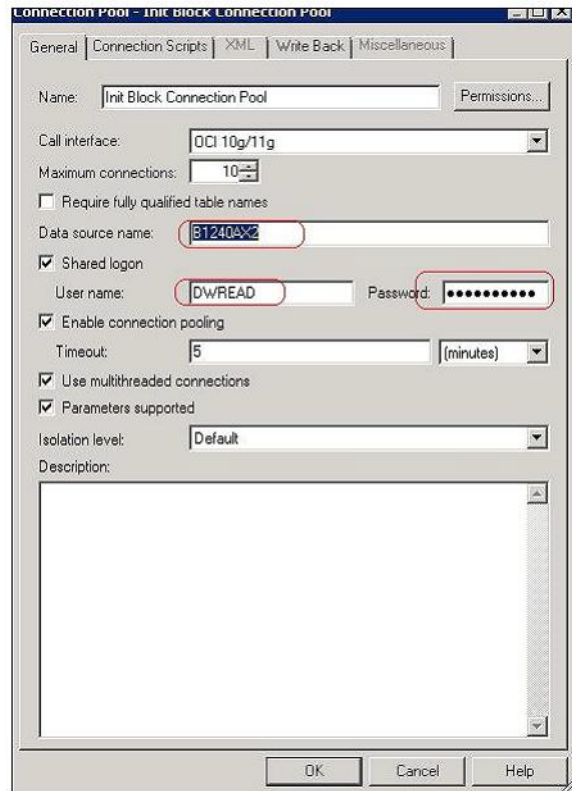 Connection Pool - Init Block Connection Pool
General Connection Scripts XML Write Back Miscellaneous
Name: Init Block Connection Pool Permissions...
Call interface: OCI 10g/11g
Maximum connections: 10
Require fully qualified table names
Data source name: B1240AX2
Shared logon
User name: DWREAD Password: ●●●●●●●●●●
Enable connection pooling
Timeout: 5 (minutes)
Use multithreaded connections
Parameters supported
Isolation level: Default
Description:
OK Cancel Help